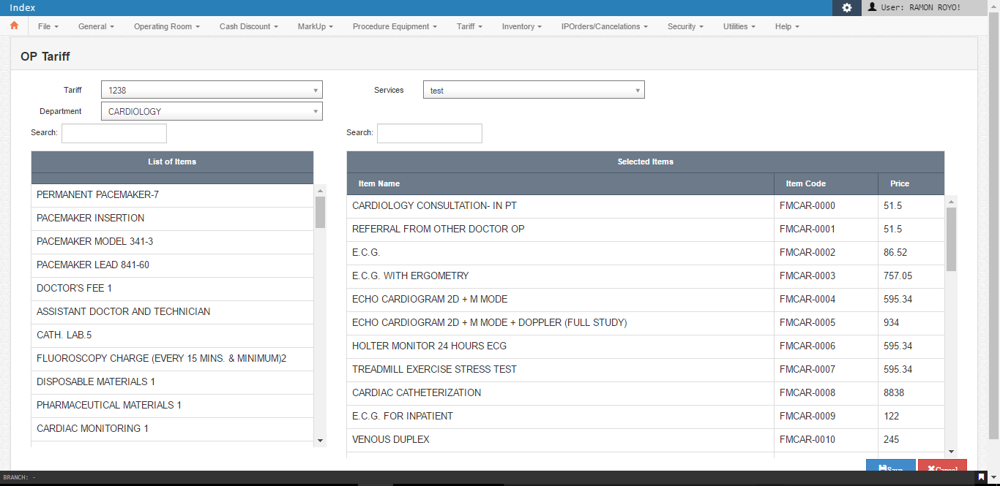 Index
User: RAMON ROYO!
File General Operating Room Cash Discount MarkUp Procedure Equipment Tariff Inventory IPOrders/Cancelations Security Utilities Help
OP Tariff
Tariff 1238 Services test
Department CARDIOLOGY
Search: Search:
List of Items Selected Items
Item Name Item Code Price
PERMANENT PACEMAKER-7
CARDIOLOGY CONSULTATION- IN PT FMCAR-0000 51.5
PACEMAKER INSERTION
REFERRAL FROM OTHER DOCTOR OP FMCAR-0001 51.5
PACEMAKER MODEL 341-3
E.C.G. FMCAR-0002 86.52
PACEMAKER LEAD 841-60
E.C.G. WITH ERGOMETRY FMCAR-0003 757.05
DOCTOR'S FEE 1
ECHO CARDIOGRAM 2D + M MODE FMCAR-0004 595.34
ASSISTANT DOCTOR AND TECHNICIAN
ECHO CARDIOGRAM 2D + M MODE + DOPPLER (FULL STUDY) FMCAR-0005 934
CATH. LAB.5
HOLTER MONITOR 24 HOURS ECG FMCAR-0006 595.34
FLUOROSCOPY CHARGE (EVERY 15 MINS. & MINIMUM)2
TREADMILL EXERCISE STRESS TEST FMCAR-0007 595.34
DISPOSABLE MATERIALS 1
CARDIAC CATHETERIZATION FMCAR-0008 8838
PHARMACEUTICAL MATERIALS 1
E.C.G. FOR INPATIENT FMCAR-0009 122
CARDIAC MONITORING 1
VENOUS DUPLEX FMCAR-0010 245
Save Cancel
BRANCH: -